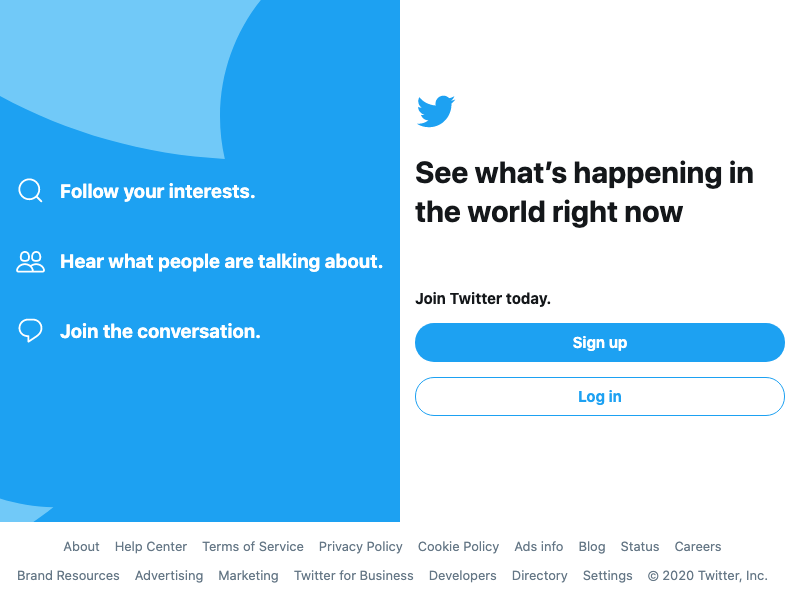 Follow your interests.
Hear what people are talking about.
Join the conversation.
See what’s happening in
the world right now
Join Twitter today.
Sign up
Log in
About Help Center Terms of Service Privacy Policy Cookie Policy Ads info Blog Status Careers
Brand Resources Advertising Marketing Twitter for Business Developers Directory Settings © 2020 Twitter, Inc.